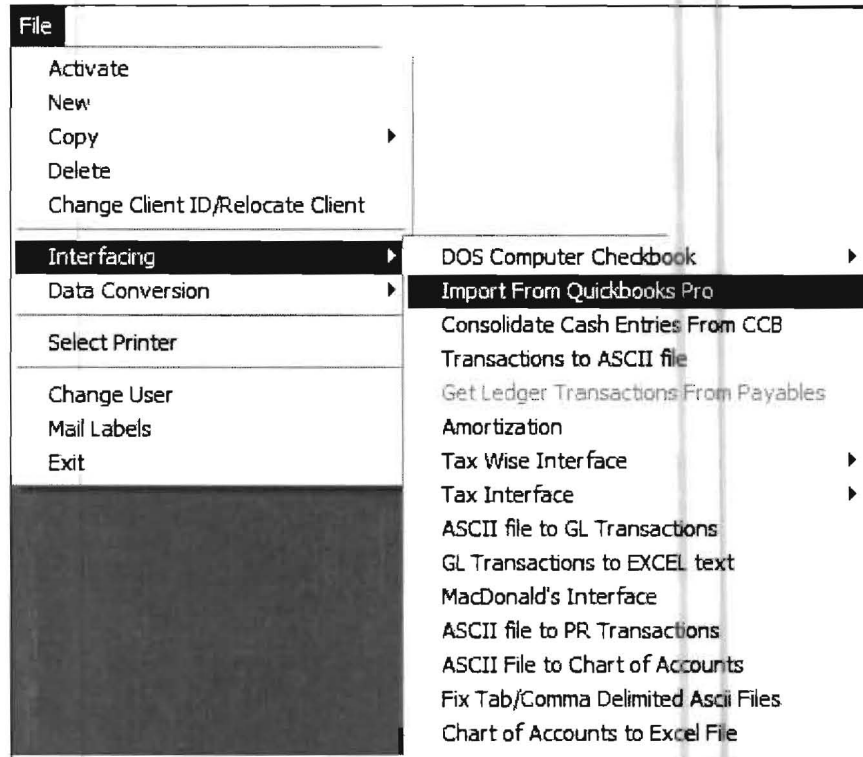 File
Activate
New
Copy
Delete
Change Client ID/Relocate Client
Interfacing
Data Conversion
Select Printer
Change User
Mail Labels
Exit
DOS Computer Checkbook
Import From Quickbooks Pro
Consolidate Cash Entries From CCB
Transactions to ASCII file
Get Ledger Transactions From Payables
Amortization
Tax Wise Interface
Tax Interface
ASCII file to GL Transactions
GL Transactions to EXCEL text
MacDonald's Interface
ASCII file to PR Transactions
ASCII File to Chart of Accounts
Fix Tab/Comma Delimited Ascii Files
Chart of Accounts to Excel File